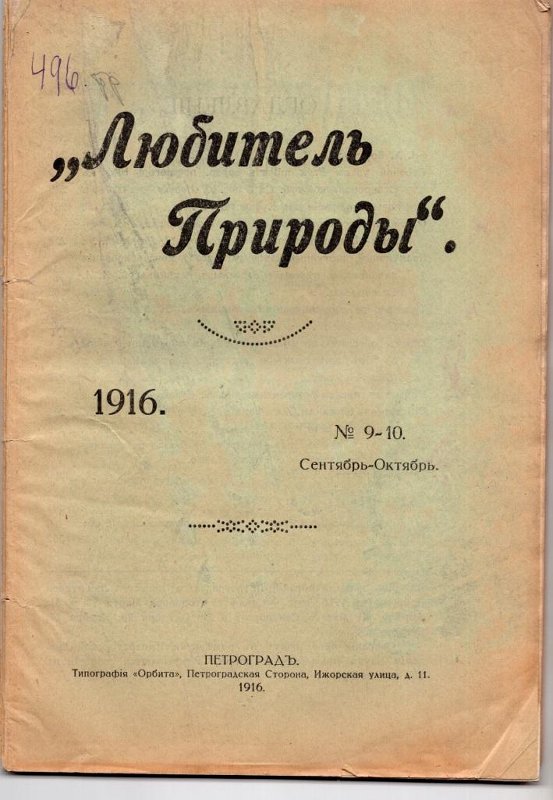 496.
„Любитель
Природы“.
1916.
№ 9-10.
Сентябрь-Октябрь.
ПЕТРОГРАДЪ.
Типографія «Орбита», Петроградская Сторона, Ижорская улица, д. 11.
1916.